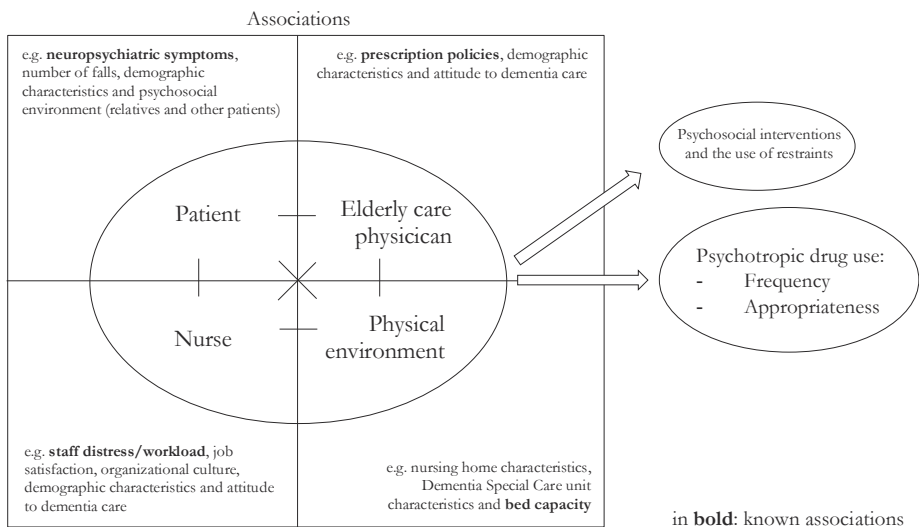 Associations
e.g. neuropsychiatric symptoms,
number of falls, demographic
characteristics and psychosocial
environment (relatives and other patients)
e.g. prescription policies, demographic
characteristics and attitude to dementia care
Psychosocial interventions
and the use of restraints
Patient
Elderly care
physicican
Psychotropic drug use:
- Frequency
- Appropriateness
Nurse
Physical
environment
e.g. staff distress/workload, job
satisfaction, organizational culture,
demographic characteristics and attitude
to dementia care
e.g. nursing home characteristics,
Dementia Special Care unit
characteristics and bed capacity
in bold: known associations